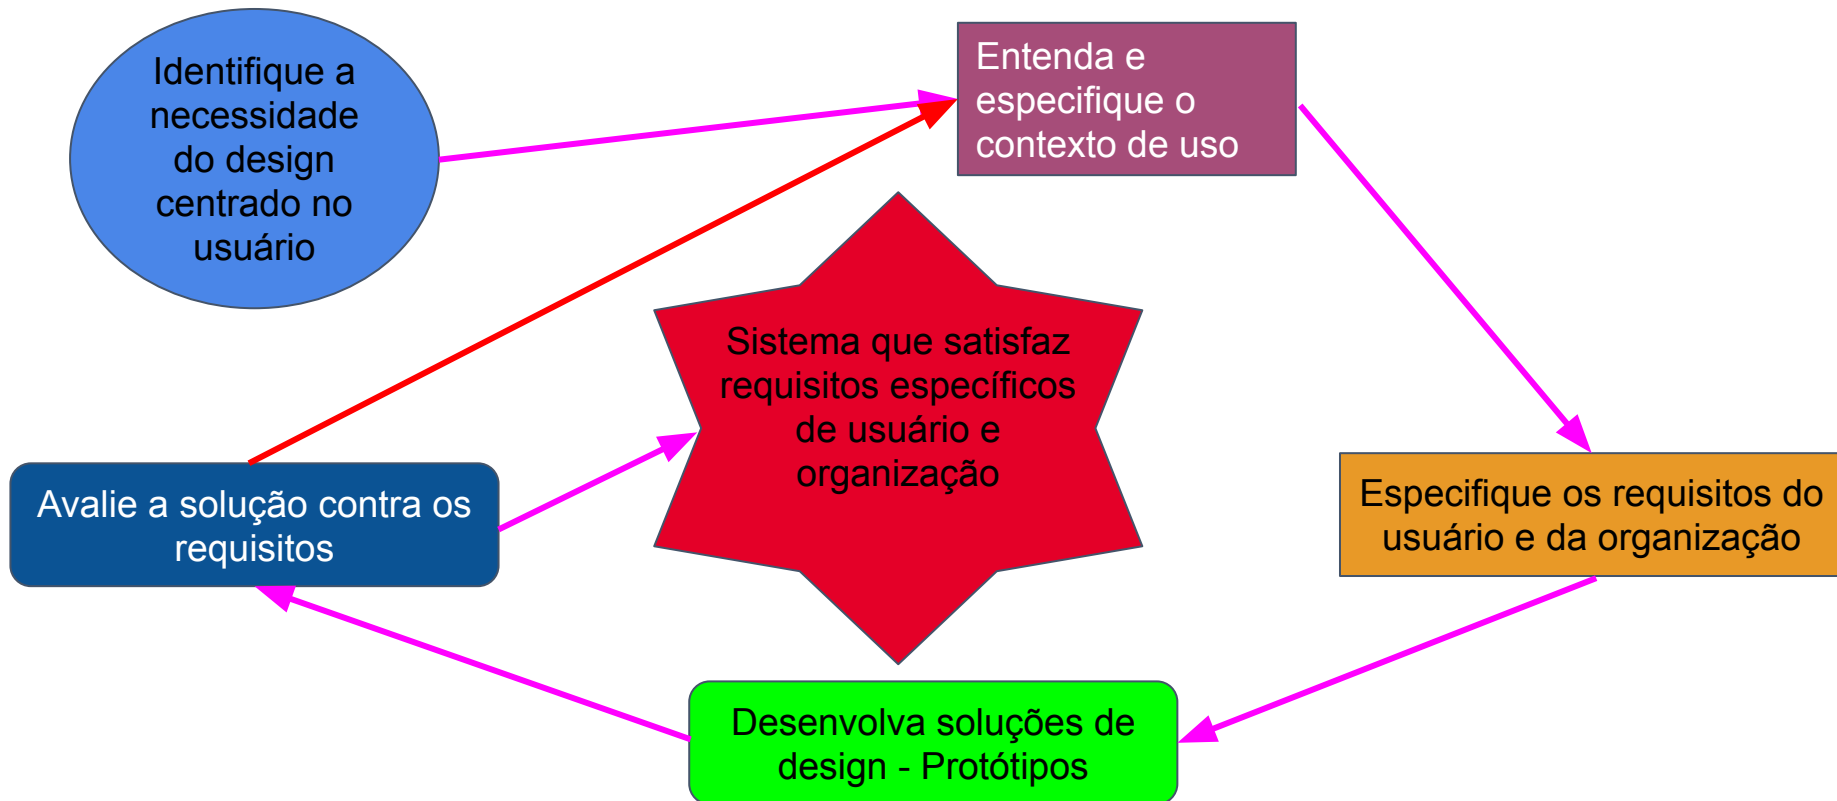 Identifique a
necessidade
do design
centrado no
usuário
Entenda e
especifique o
contexto de uso
Sistema que satisfaz
requisitos específicos
de usuário e
organização
Avalie a solução contra os
requisitos
Especifique os requisitos do
usuário e da organização
Desenvolva soluções de
design - Protótipos